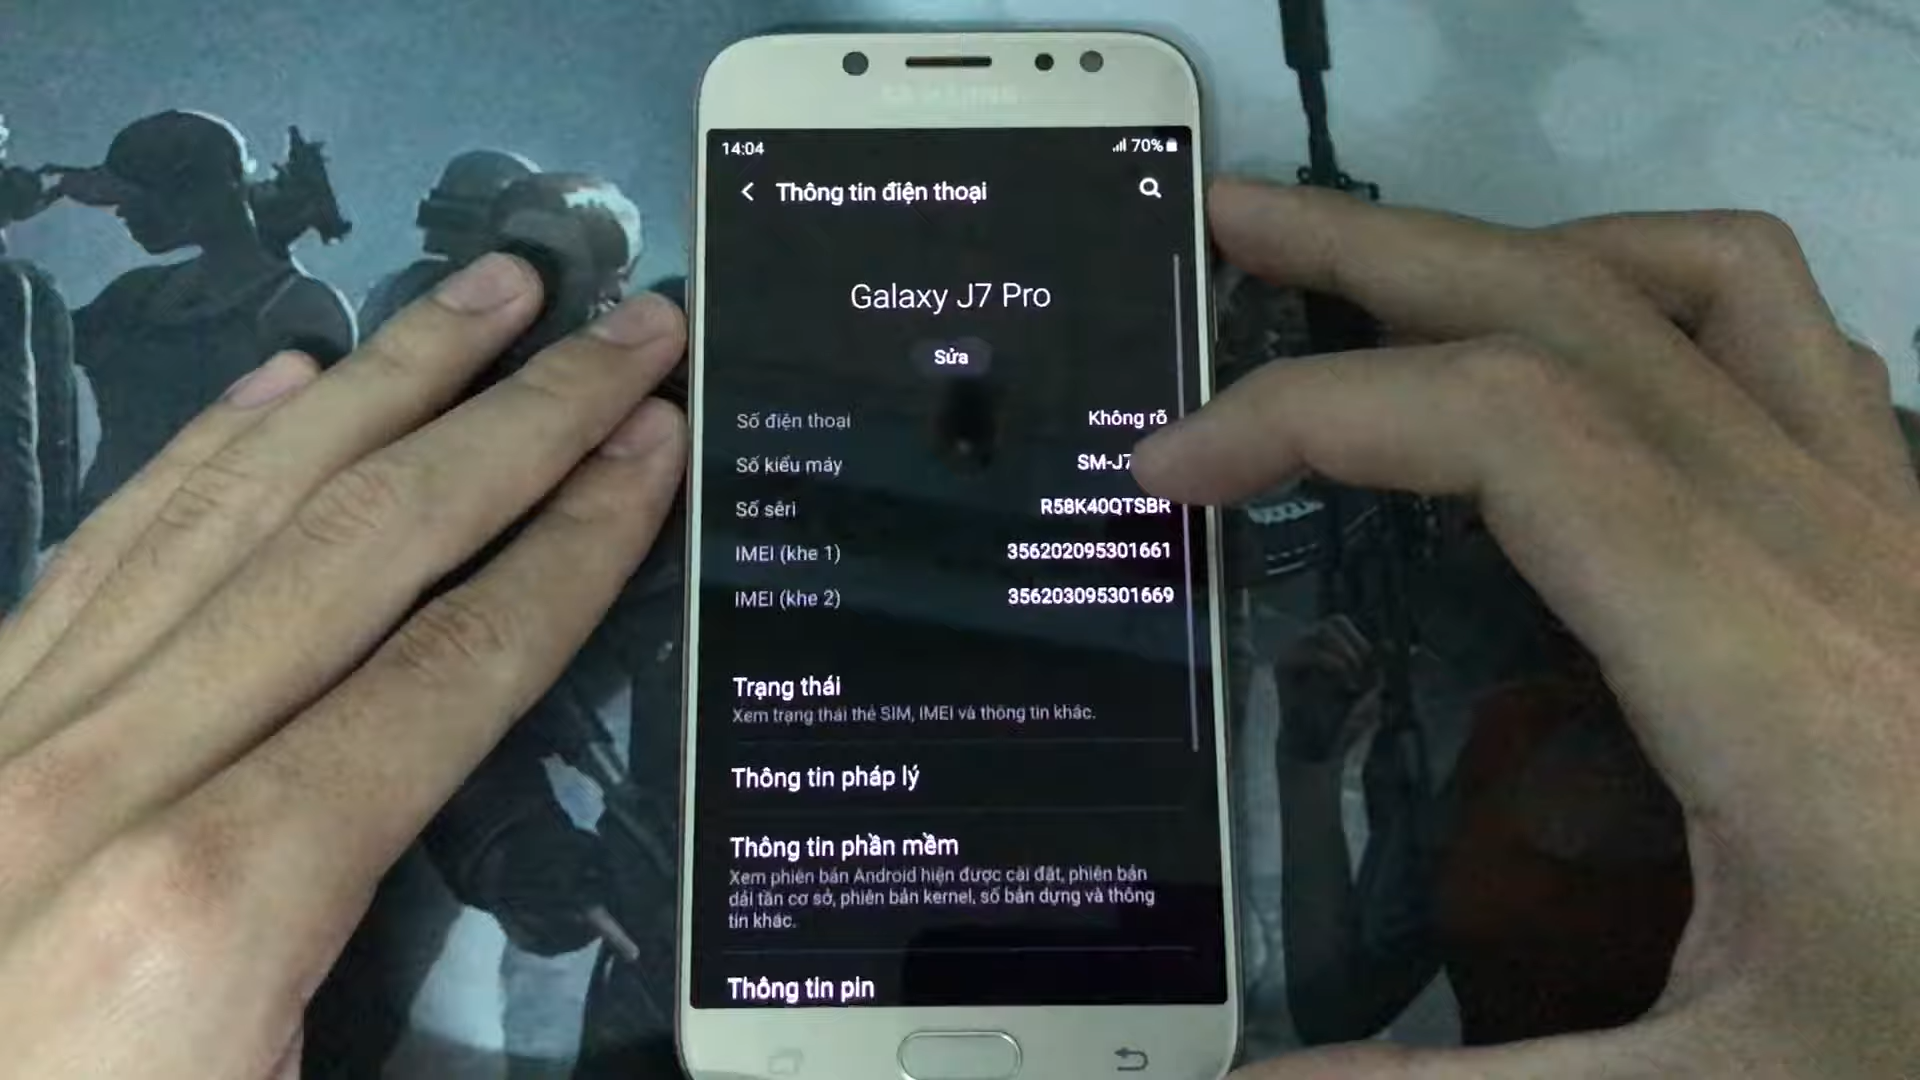 SAMSUNG
14:04 70%
Thông tin điện thoại
Galaxy J7 Pro
Sửa
Số điện thoại Không rõ
Số kiểu máy SM-J7
Số sêri R58K40QTSBR
IMEI (khe 1) 356202095301661
IMEI (khe 2) 356203095301669
Trạng thái
Xem trạng thái thẻ SIM, IMEI và thông tin khác.
Thông tin pháp lý
Thông tin phần mềm
Xem phiên bản Android hiện được cài đặt, phiên bản
dải tần cơ sở, phiên bản kernel, số bản dựng và thông
tin khác.
Thông tin pin